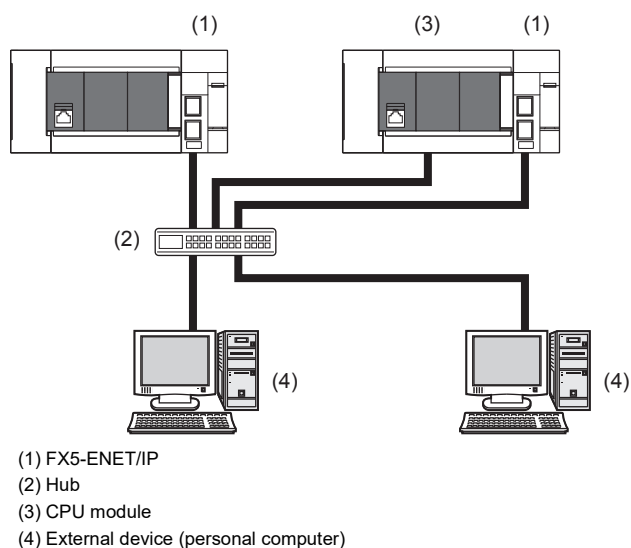 (1) (3) (1)
(2)
(4) (4)
(1) FX5-ENET/IP
(2) Hub
(3) CPU module
(4) External device (personal computer)